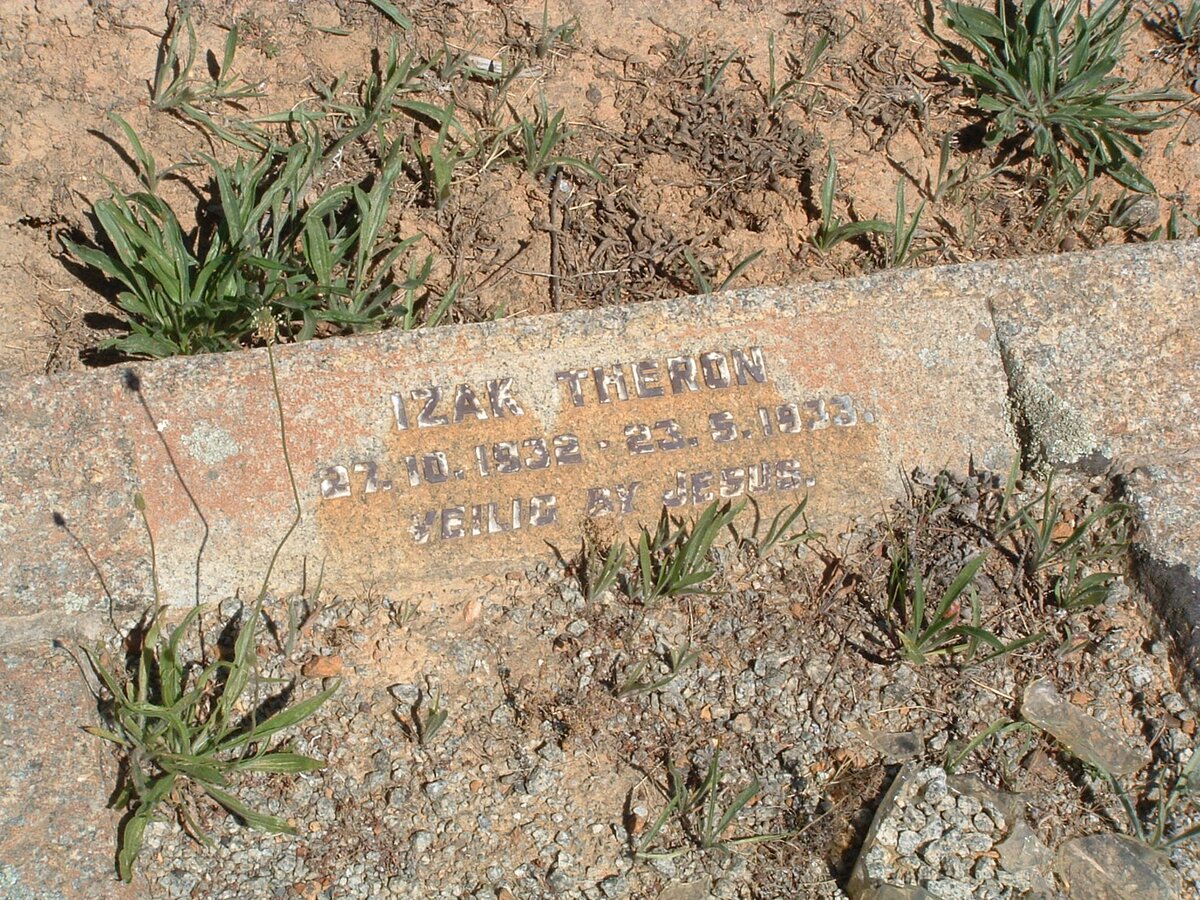 IZAK THERON
27.10.1932 · 23.5.1933.
VEILIG BY JESUS.